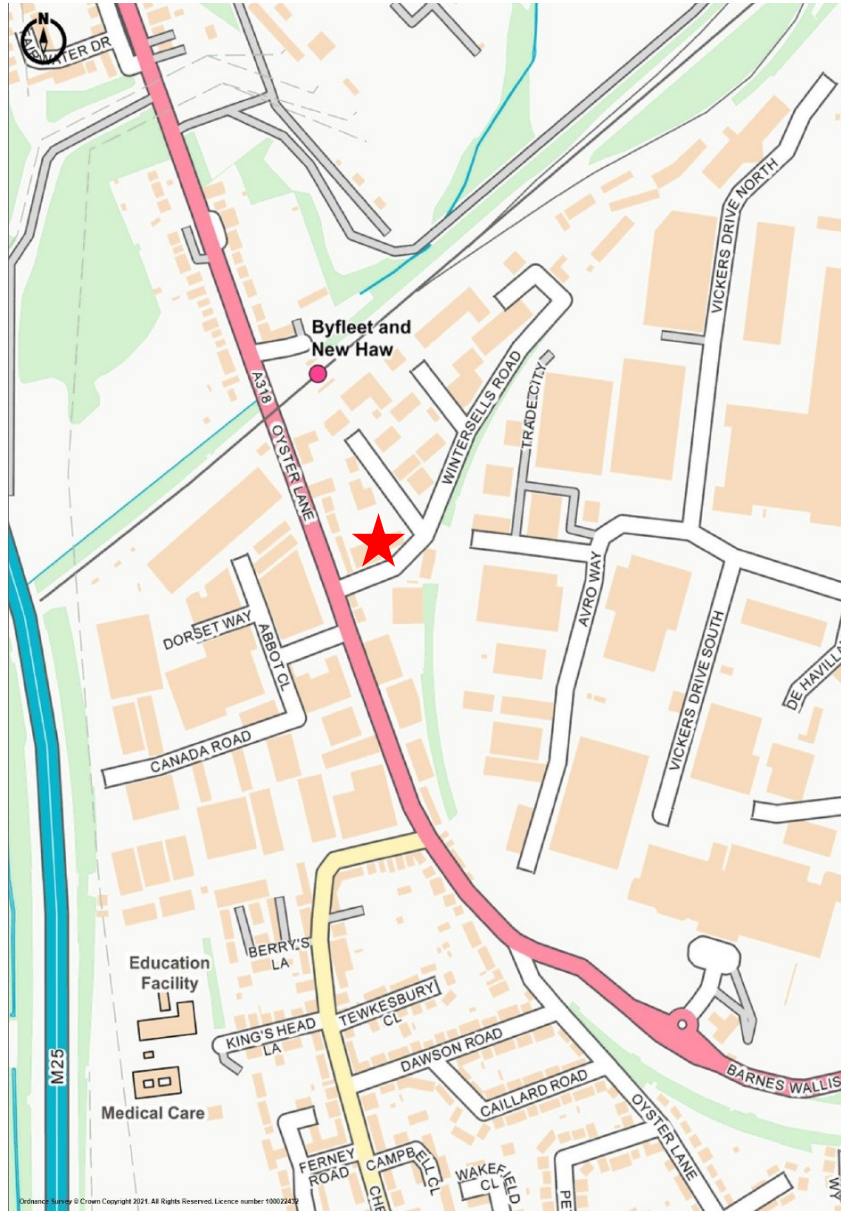 N
FAIRWATER DR
VICKERS DRIVE NORTH
Byfleet and
New Haw
A318
OYSTER LANE
WINTERSELLS ROAD
TRADE CITY
AVRO WAY
DORSET WAY
ABBOT CL
VICKERS DRIVE SOUTH
CANADA ROAD
BERRY'S
LA
Education
Facility
KING'S HEAD
LA
TEWKESBURY
CL
DAWSON ROAD
M25
CAILLARD ROAD
BARNES WALLIS
Medical Care
OYSTER LANE
FERNEY
ROAD
CAMPBELL CL
WAKEFIELD
CL
Ordnance Survey © Crown Copyright 2021. All Rights Reserved. Licence number 100022432